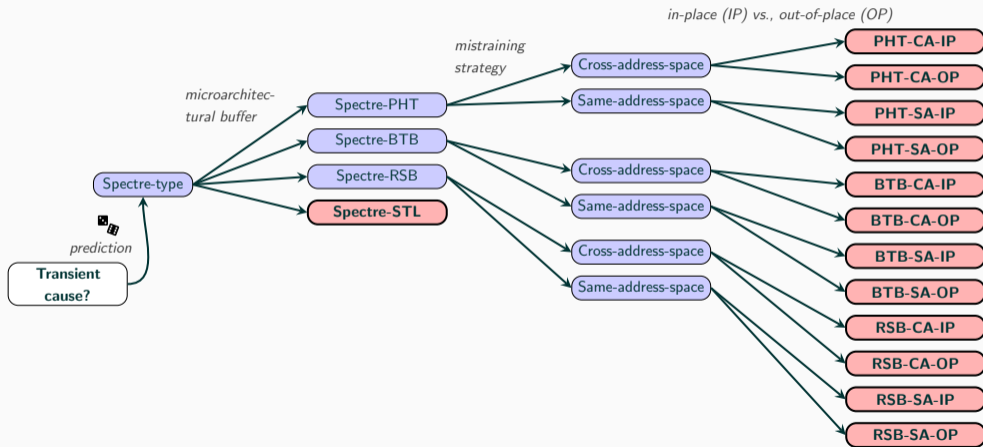 in-place (IP) vs., out-of-place (OP)
PHT-CA-IP
mistraining
strategy
Cross-address-space
PHT-CA-OP
microarchitec-
tural buffer
Spectre-PHT
Same-address-space
PHT-SA-IP
Spectre-BTB
PHT-SA-OP
Spectre-type
Spectre-RSB
Cross-address-space
BTB-CA-IP
Spectre-STL
Same-address-space
BTB-CA-OP
prediction
Cross-address-space
BTB-SA-IP
Transient
cause?
Same-address-space
BTB-SA-OP
RSB-CA-IP
RSB-CA-OP
RSB-SA-IP
RSB-SA-OP